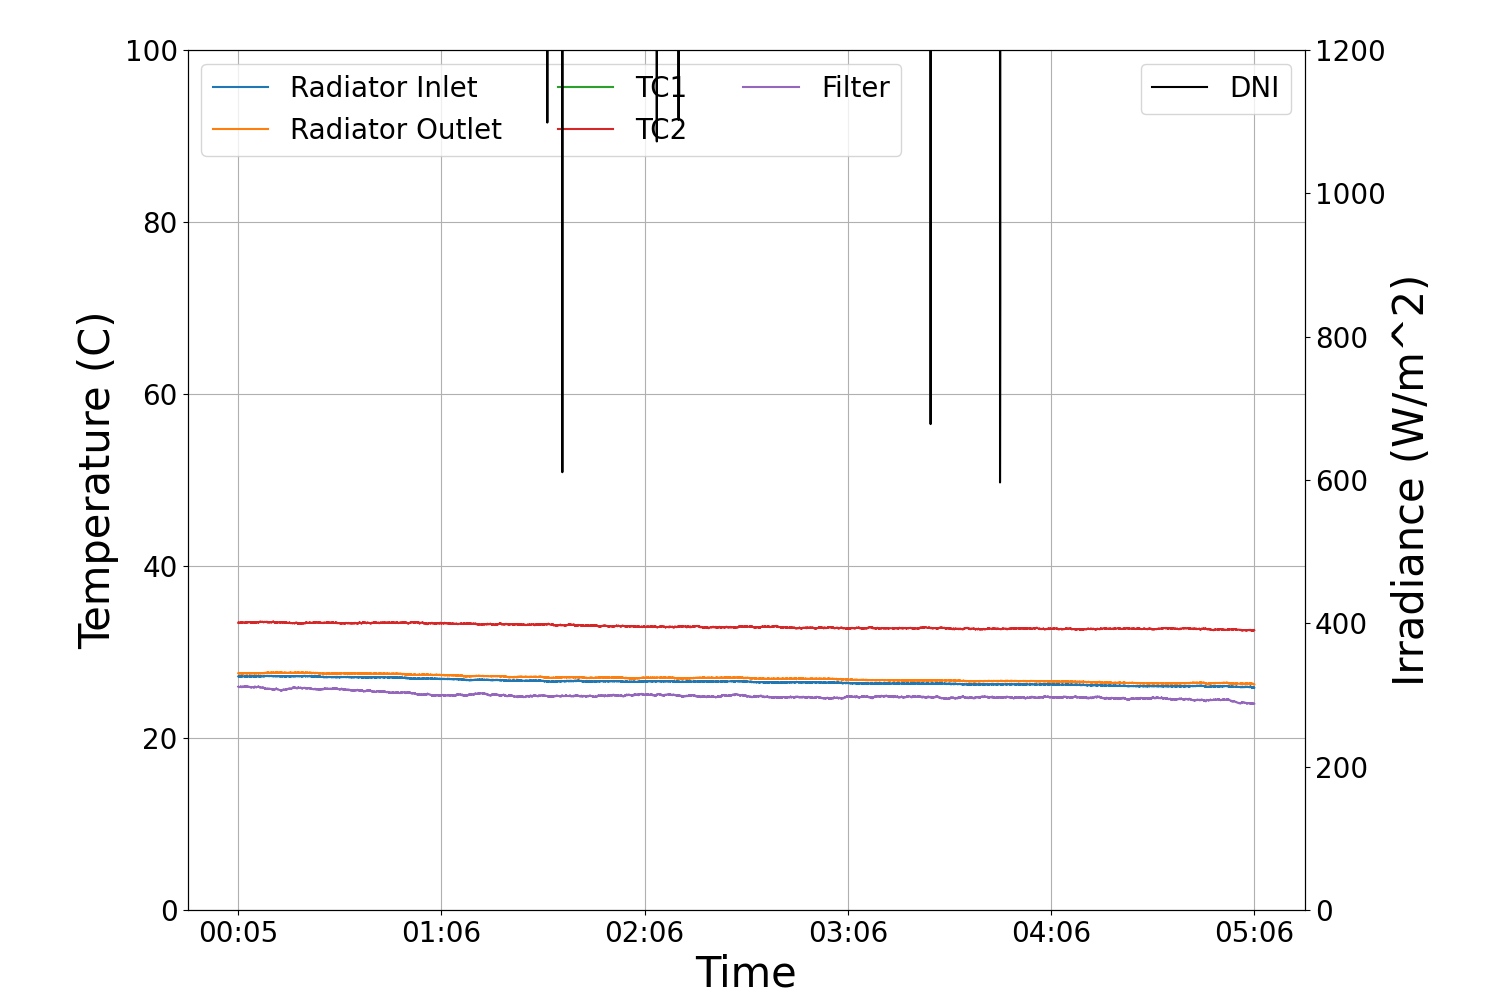 Radiator Inlet
Radiator Outlet
TC1
TC2
Filter
DNI
Temperature (C)
100
80
60
40
20
0
1200
1000
800
600
400
200
0
Irradiance (W/m^2)
00:05 01:06 02:06 03:06 04:06 05:06
Time